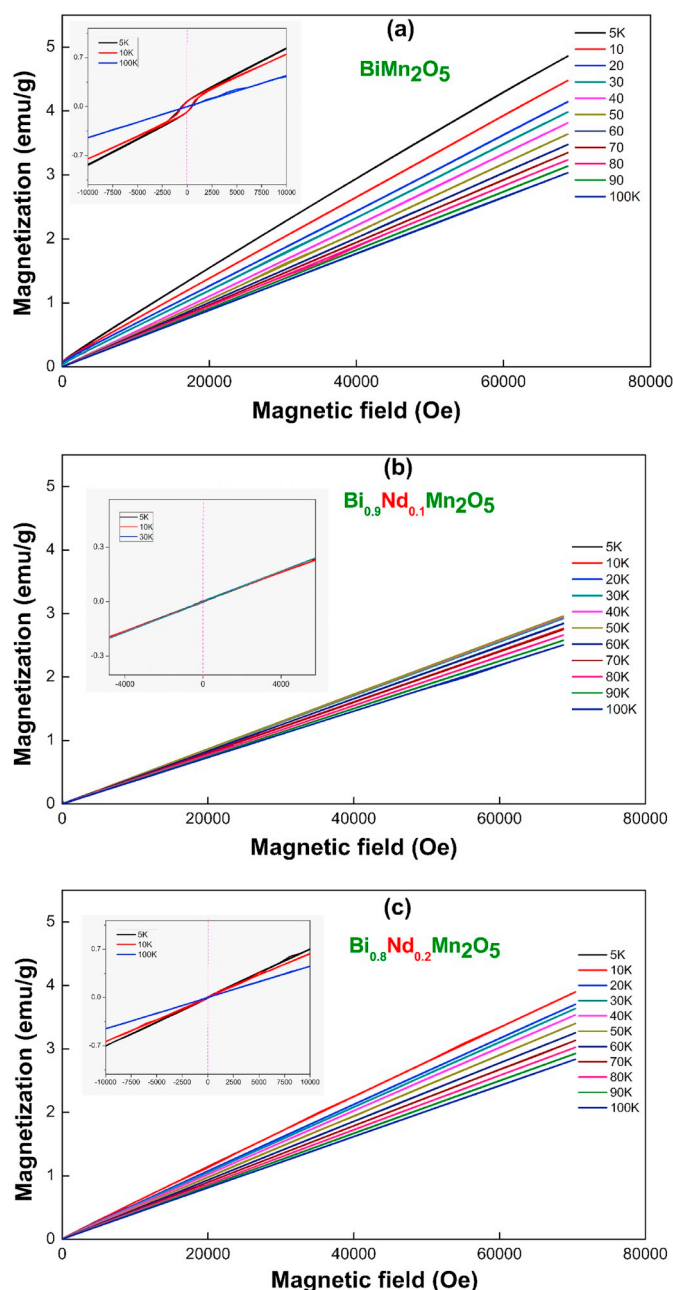 (a)
BiMn2O5
5K
10K
100K
0.7
0.0
-0.7
-10000 -7500 -5000 -2500 0 2500 5000 7500 10000
5K
10
20
30
40
50
60
70
80
90
100K
Magnetization (emu/g)
5
4
3
2
1
0
0 20000 40000 60000 80000
Magnetic field (Oe)
(b)
Bi0.9Nd0.1Mn2O5
5K
10K
30K
0.3
0.0
-0.3
-4000 0 4000
5K
10K
20K
30K
40K
50K
60K
70K
80K
90K
100K
Magnetization (emu/g)
5
4
3
2
1
0
0 20000 40000 60000 80000
Magnetic field (Oe)
(c)
Bi0.8Nd0.2Mn2O5
5K
10K
100K
0.7
0.0
-0.7
-10000 -7500 -5000 -2500 0 2500 5000 7500 10000
5K
10K
20K
30K
40K
50K
60K
70K
80K
90K
100K
Magnetization (emu/g)
5
4
3
2
1
0
0 20000 40000 60000 80000
Magnetic field (Oe)